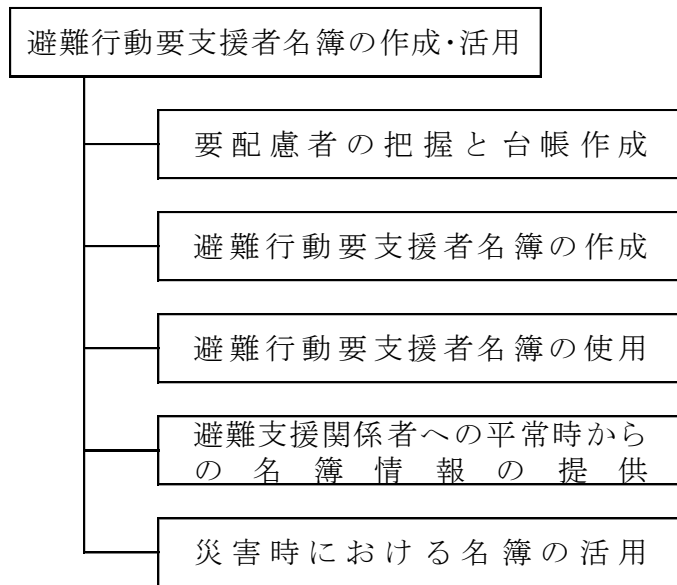 避難行動要支援者名簿の作成･活用
要配慮者の把握と台帳作成
避難行動要支援者名簿の作成
避難行動要支援者名簿の使用
避難支援関係者への平常時から
の名簿情報の提供
災害時における名簿の活用